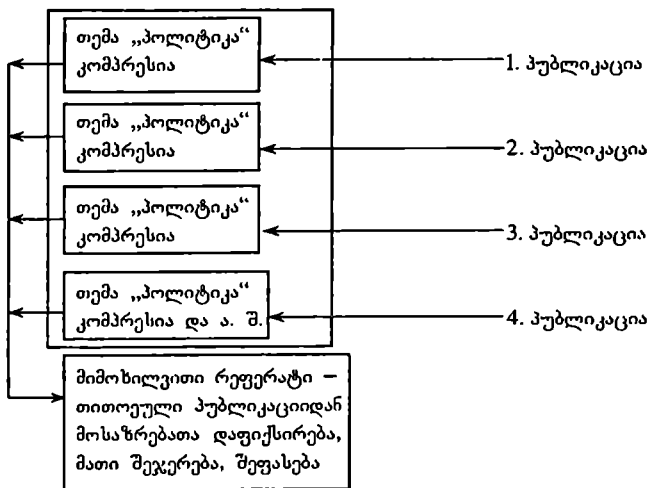 თემა „პოლიტიკა“
კომპრესია
1. პუბლიკაცია
თემა „პოლიტიკა“
კომპრესია
2. პუბლიკაცია
თემა „პოლიტიკა“
კომპრესია
3. პუბლიკაცია
თემა „პოლიტიკა“
კომპრესია და ა. შ.
4. პუბლიკაცია
მიმოხილვითი რეფერატი –
თითოეული პუბლიკაციიდან
მოსაზრებათა დაფიქსირება,
მათი შეჯერება, შეფასება